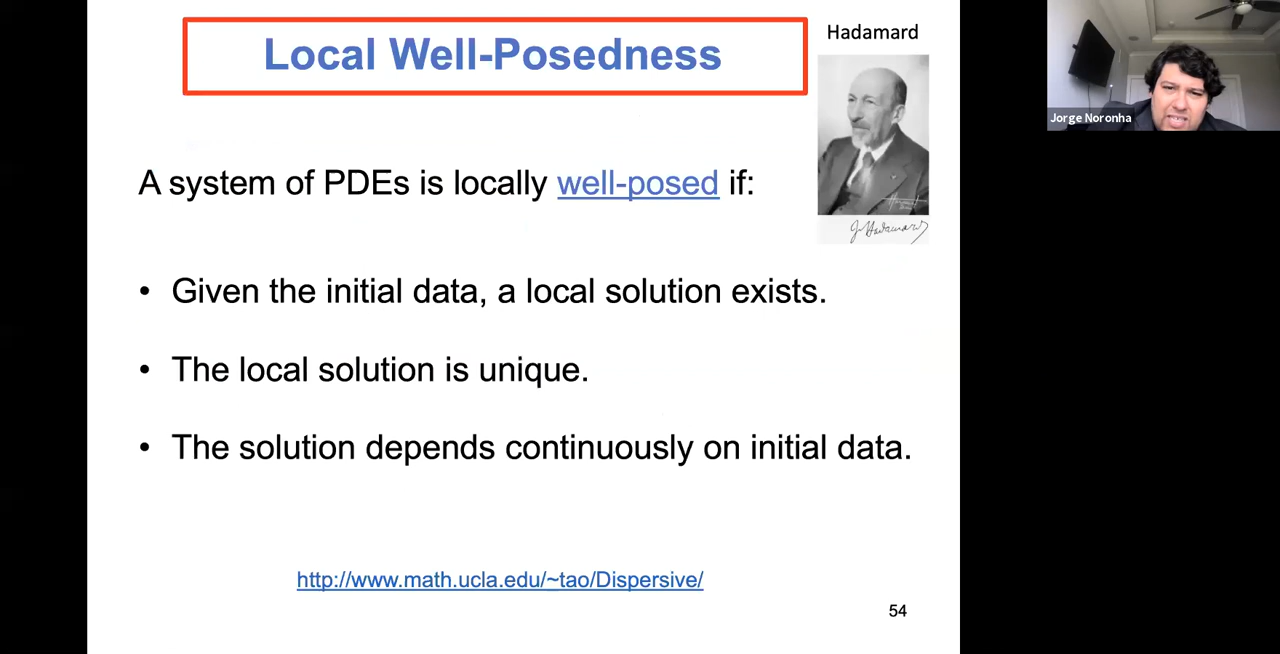 Local Well-Posedness
Hadamard
Jorge Noronha
A system of PDEs is locally well-posed if:
J. Hadamard
• Given the initial data, a local solution exists.
• The local solution is unique.
• The solution depends continuously on initial data.
http://www.math.ucla.edu/~tao/Dispersive/
54